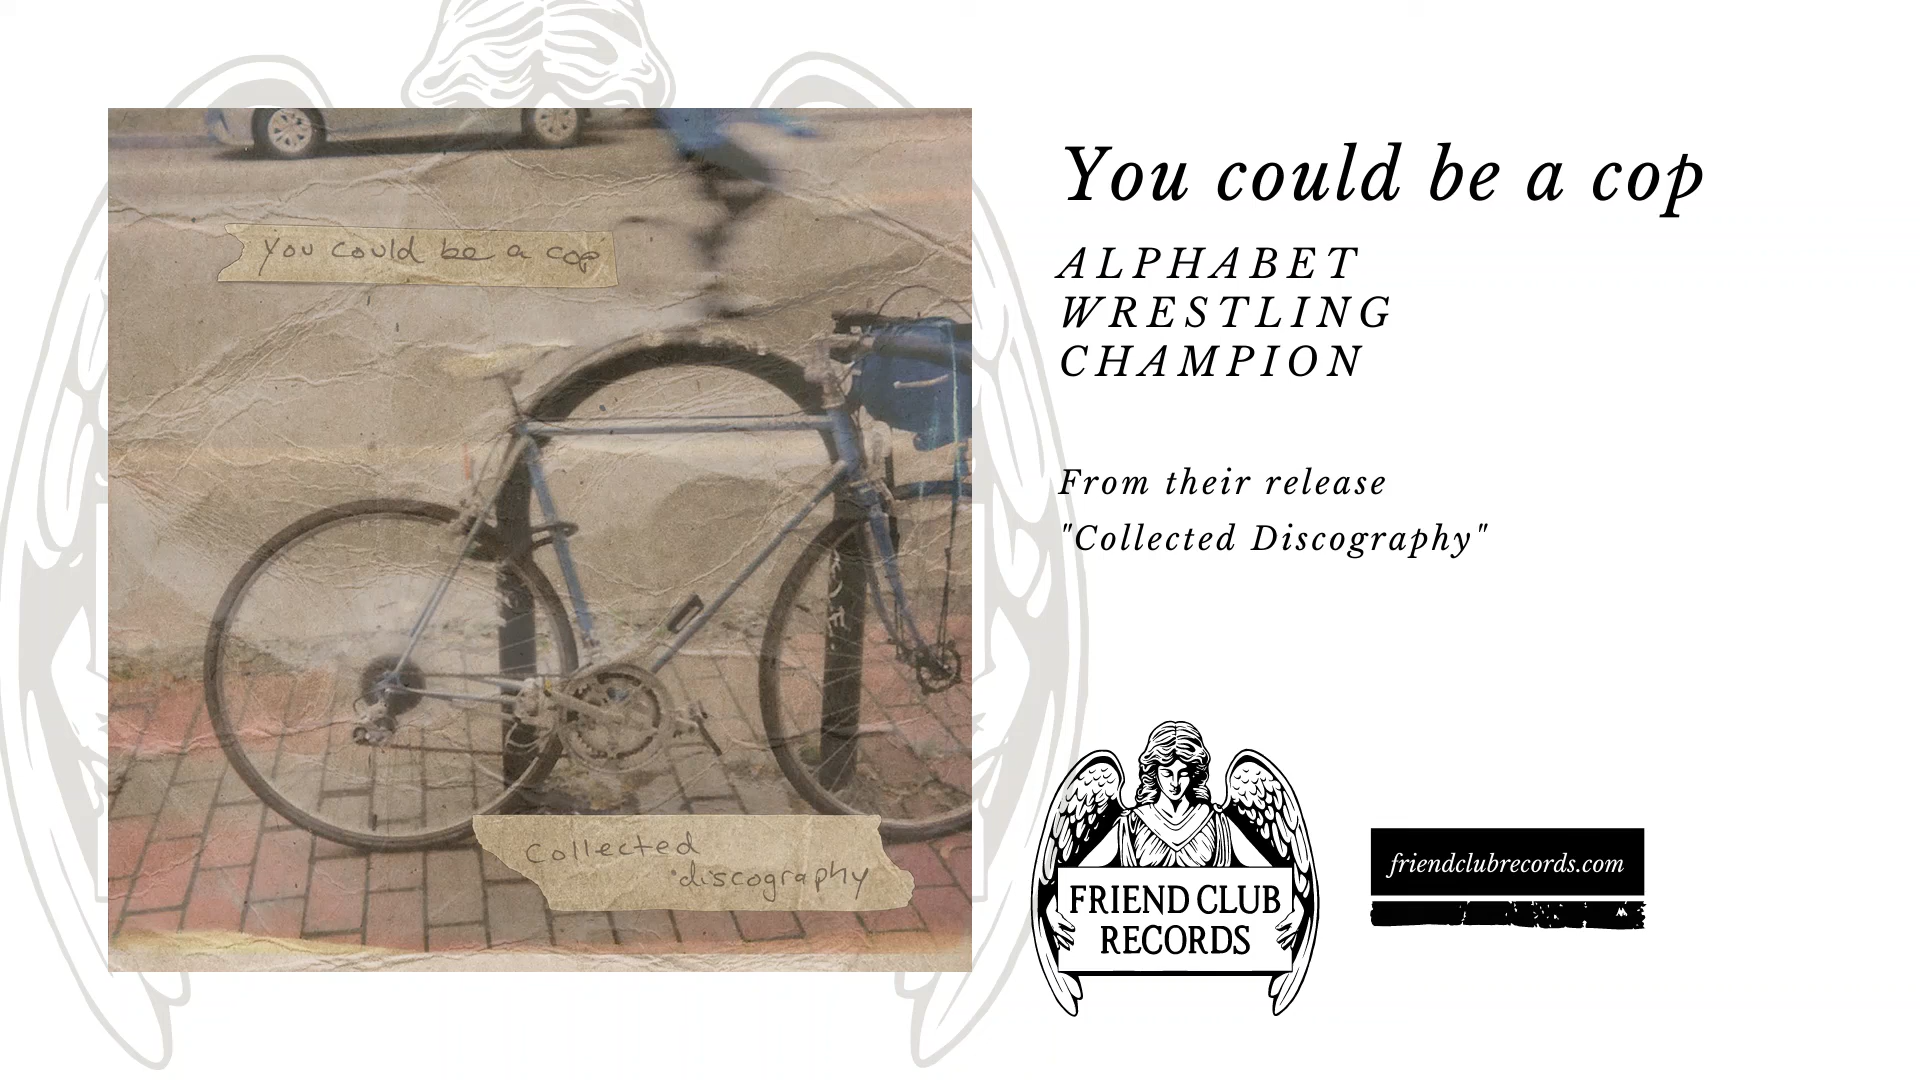 you could be a cop
collected
discography
You could be a cop
ALPHABET
WRESTLING
CHAMPION
From their release
"Collected Discography"
FRIEND CLUB
RECORDS
friendclubrecords.com